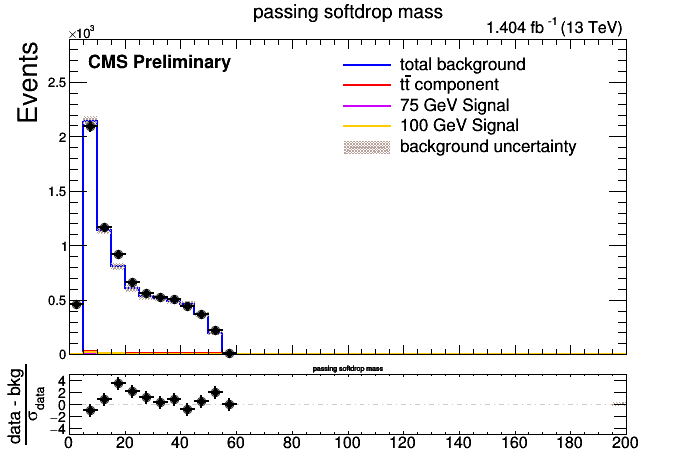 passing softdrop mass
×10³
1.404 fb⁻¹ (13 TeV)
CMS Preliminary
Events
total background
tt̄ component
75 GeV Signal
100 GeV Signal
background uncertainty
2.5
2
1.5
1
0.5
0
passing softdrop mass
data - bkg
σdata
4
2
0
−2
−4
0 20 40 60 80 100 120 140 160 180 200